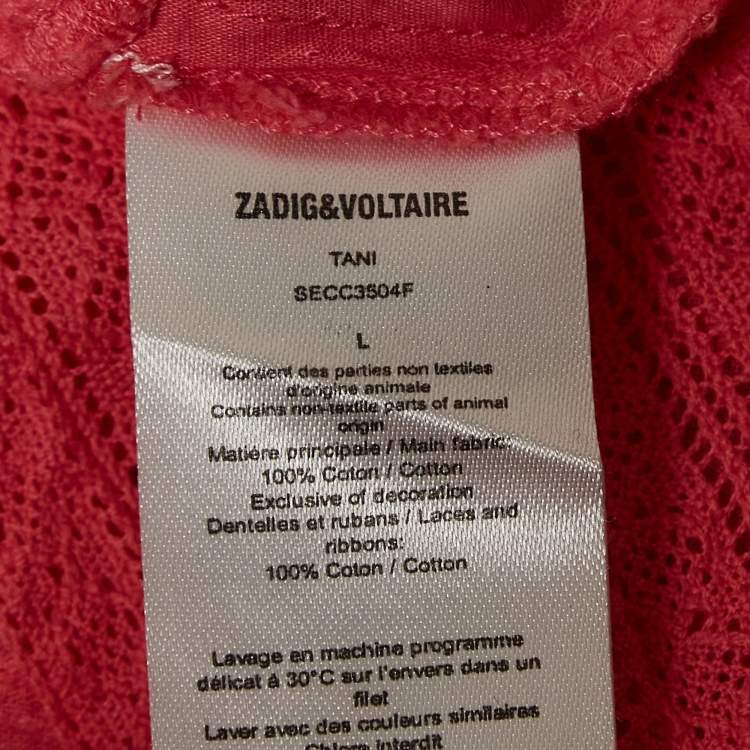 ZADIG&VOLTAIRE
TANI
SECC3504F
L
Contient des parties non textiles
d'origine animale
Contains non-textile parts of animal
origin
Matière principale / Main fabric:
100% Coton / Cotton
Exclusive of decoration
Dentelles et rubans / Laces and
ribbons:
100% Coton / Cotton
Lavage en machine programme
délicat à 30°C sur l'envers dans un
filet
Laver avec des couleurs similaires
Chlore interdit